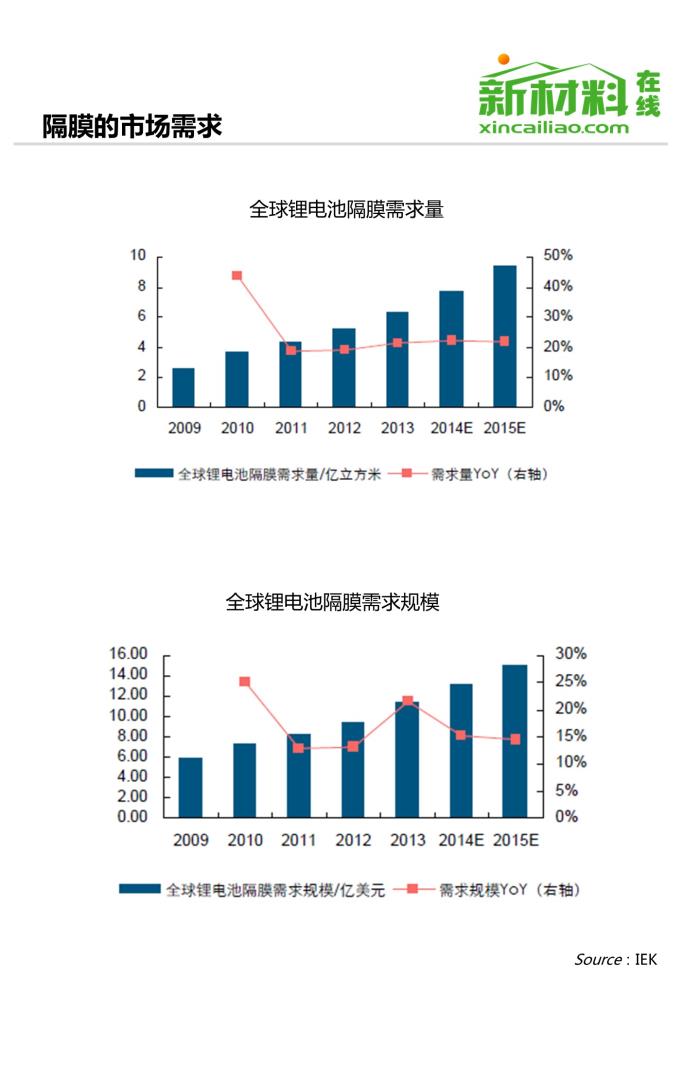 新材料在线
xincailiao.com
隔膜的市场需求
全球锂电池隔膜需求量
10
8
6
4
2
0
50%
40%
30%
20%
10%
0%
2009 2010 2011 2012 2013 2014E 2015E
全球锂电池隔膜需求量/亿立方米 需求量YoY（右轴）
全球锂电池隔膜需求规模
16.00
14.00
12.00
10.00
8.00
6.00
4.00
2.00
0.00
30%
25%
20%
15%
10%
5%
0%
2009 2010 2011 2012 2013 2014E 2015E
全球锂电池隔膜需求规模/亿美元 需求规模YoY（右轴）
Source：IEK